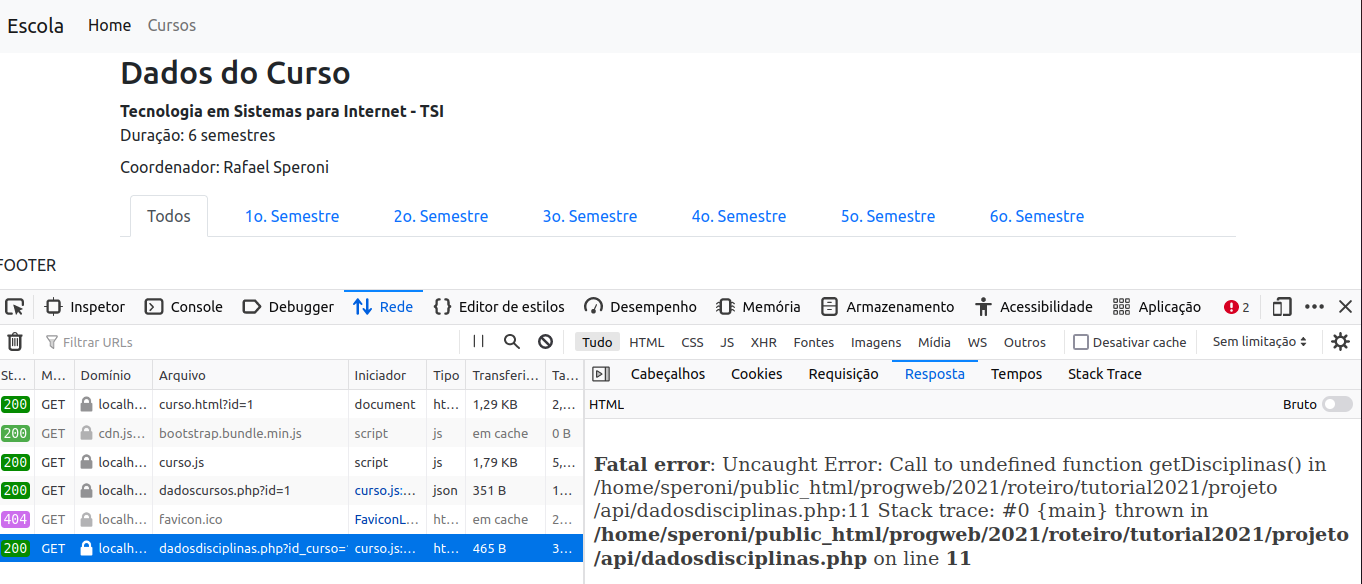 Escola Home Cursos
Dados do Curso
Tecnologia em Sistemas para Internet - TSI
Duração: 6 semestres
Coordenador: Rafael Speroni
Todos 1o. Semestre 2o. Semestre 3o. Semestre 4o. Semestre 5o. Semestre 6o. Semestre
FOOTER
Inspetor Console Debugger Rede Editor de estilos Desempenho Memória Armazenamento Acessibilidade Aplicação 2
Filtrar URLs Tudo HTML CSS JS XHR Fontes Imagens Mídia WS Outros Desativar cache Sem limitação
St... M... Domínio Arquivo Iniciador Tipo Transferi... Ta... Cabeçalhos Cookies Requisição Resposta Tempos Stack Trace
200 GET localh... curso.html?id=1 document ht... 1,29 KB 2,... HTML Bruto
200 GET cdn.js... bootstrap.bundle.min.js script js em cache 0 B
200 GET localh... curso.js script js 1,79 KB 5,...
200 GET localh... dadoscursos.php?id=1 curso.js:... json 351 B 1...
404 GET localh... favicon.ico FaviconL... ht... em cache 2...
200 GET localh... dadosdisciplinas.php?id_curso= curso.js:... ht... 465 B 3...
Fatal error: Uncaught Error: Call to undefined function getDisciplinas() in
/home/speroni/public_html/progweb/2021/roteiro/tutorial2021/projeto
/api/dadosdisciplinas.php:11 Stack trace: #0 {main} thrown in
/home/speroni/public_html/progweb/2021/roteiro/tutorial2021/projeto
/api/dadosdisciplinas.php on line 11